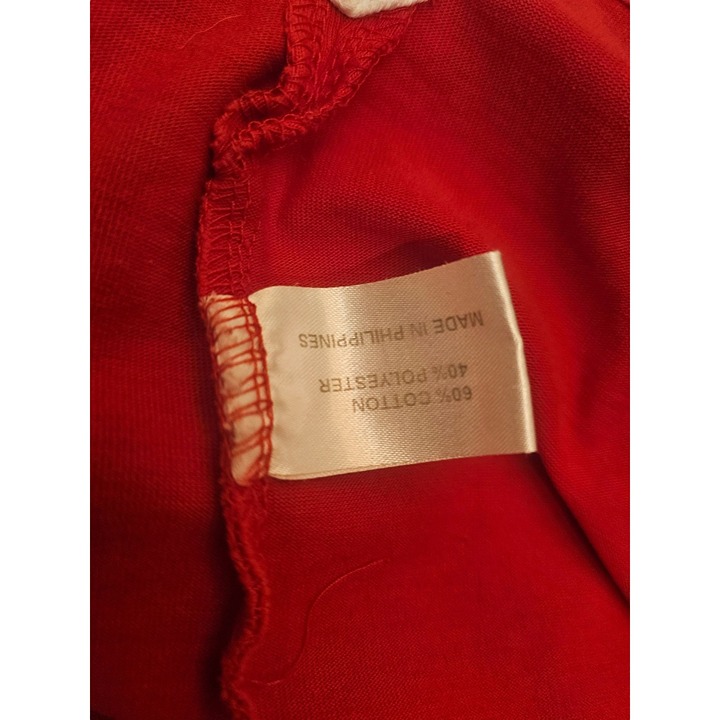 60% COTTON
40% POLYESTER
MADE IN PHILIPPINES